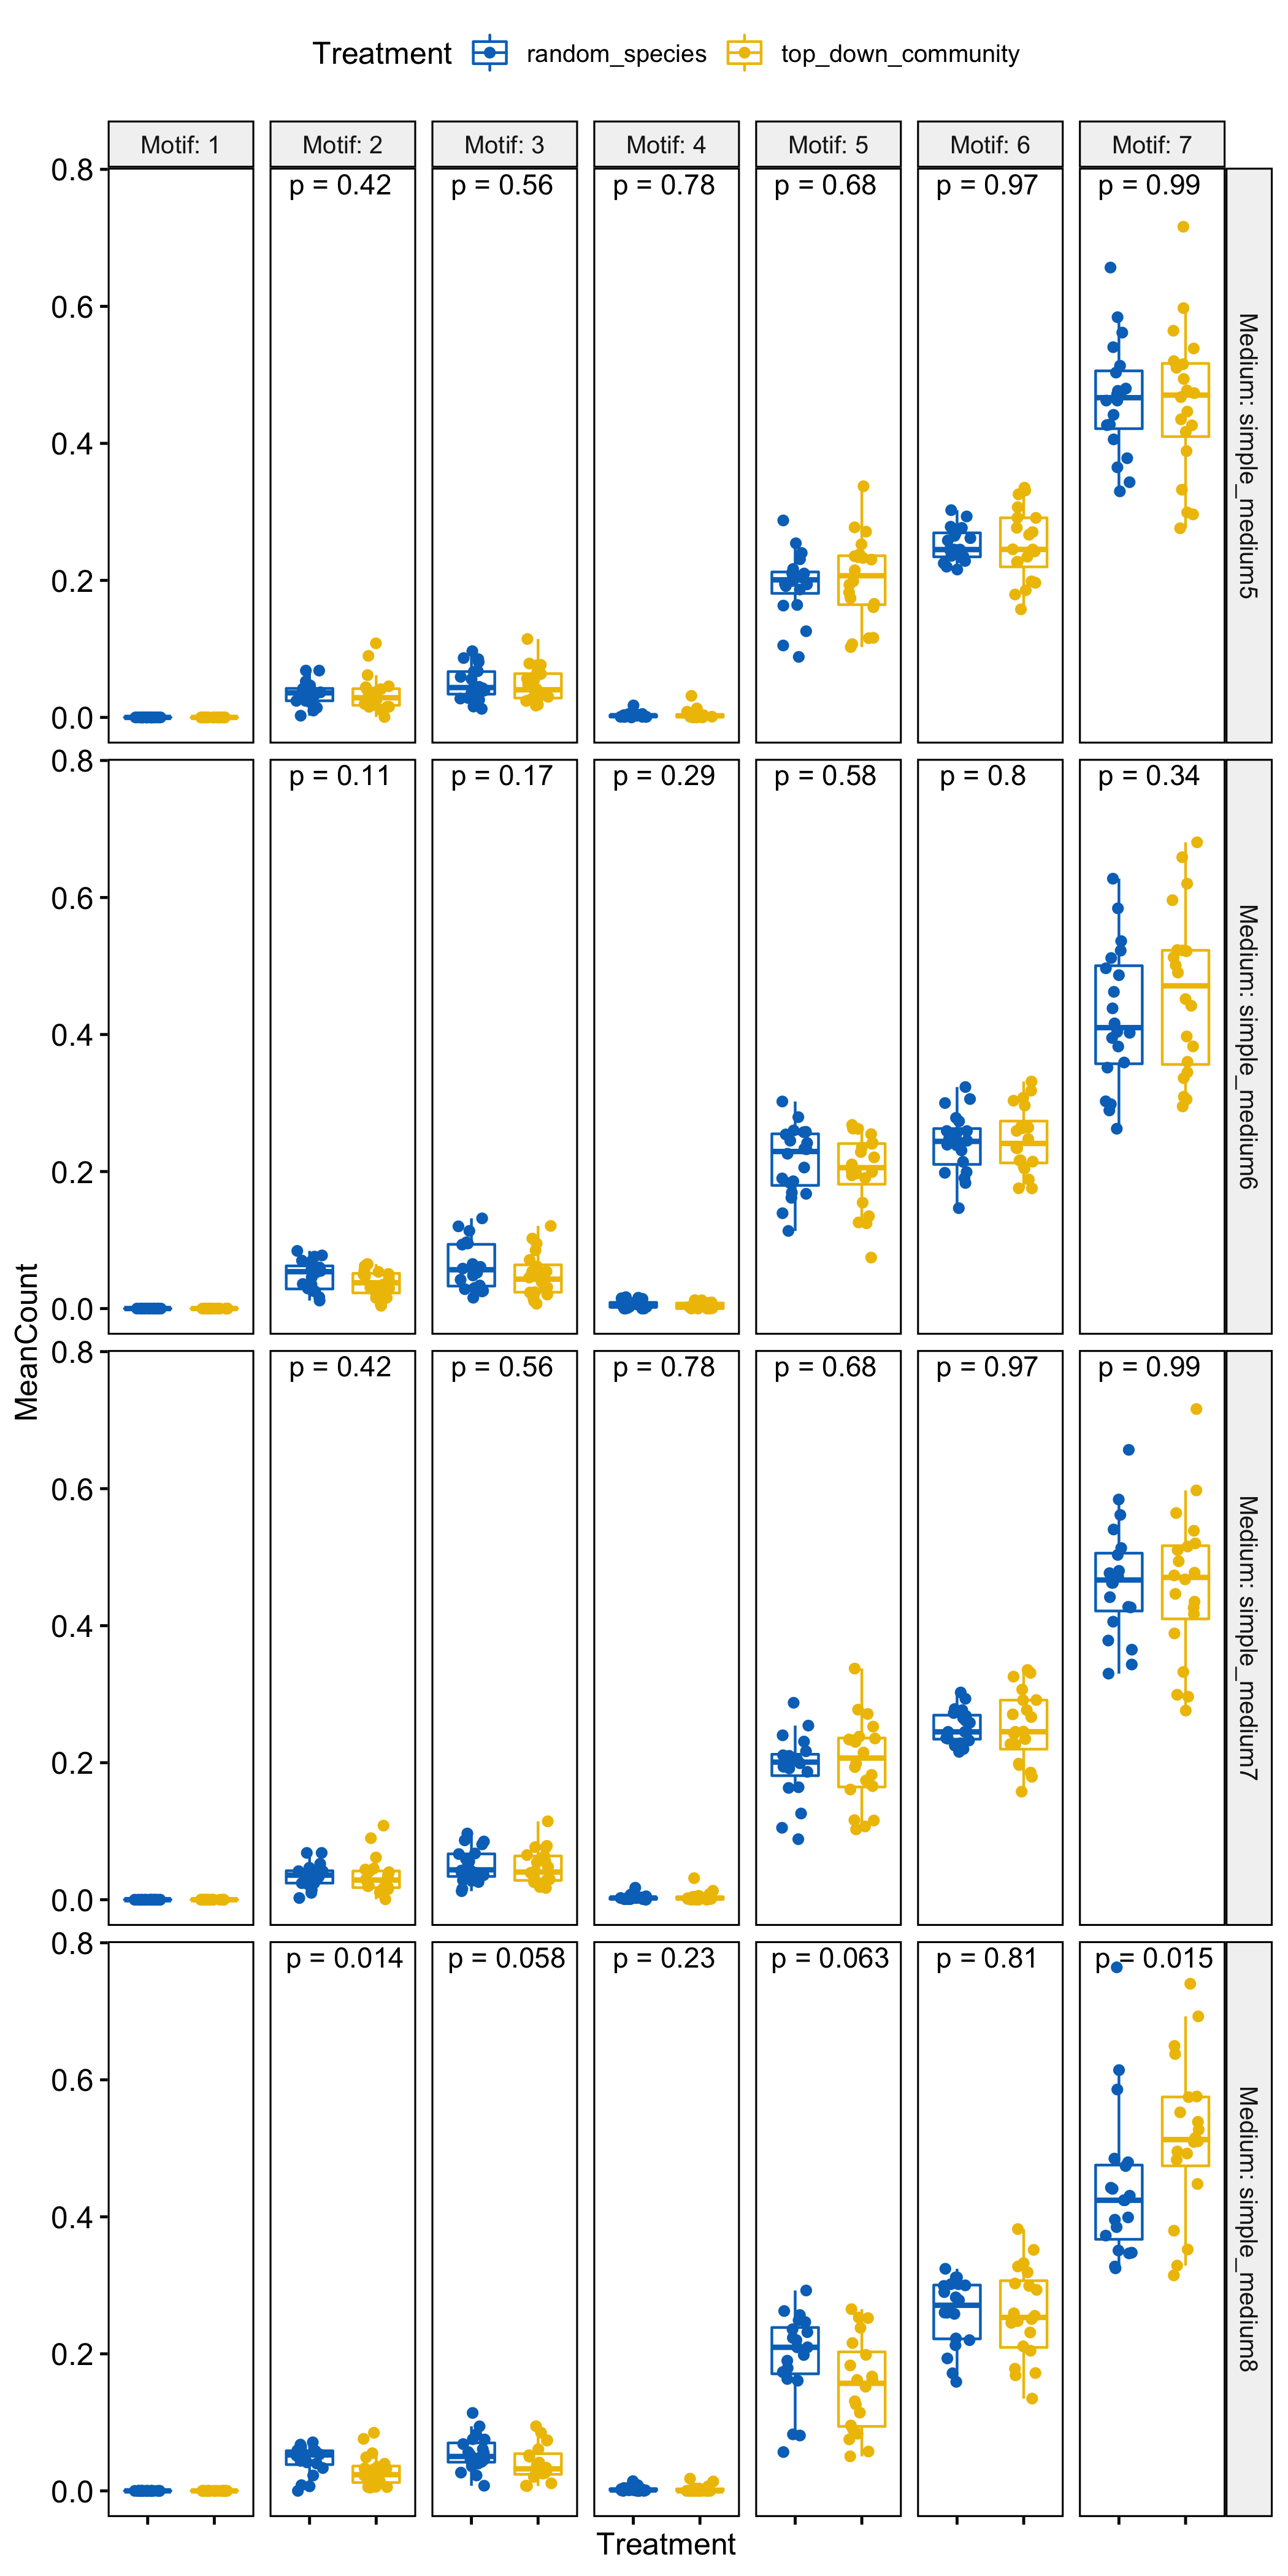 Treatment random_species top_down_community
Motif: 1 Motif: 2 Motif: 3 Motif: 4 Motif: 5 Motif: 6 Motif: 7
p = 0.42 p = 0.56 p = 0.78 p = 0.68 p = 0.97 p = 0.99
0.8
0.6
0.4
0.2
0.0
Medium: simple_medium5
p = 0.11 p = 0.17 p = 0.29 p = 0.58 p = 0.8 p = 0.34
0.8
0.6
0.4
0.2
0.0
Medium: simple_medium6
MeanCount
p = 0.42 p = 0.56 p = 0.78 p = 0.68 p = 0.97 p = 0.99
0.8
0.6
0.4
0.2
0.0
Medium: simple_medium7
p = 0.014 p = 0.058 p = 0.23 p = 0.063 p = 0.81 p = 0.015
0.8
0.6
0.4
0.2
0.0
Medium: simple_medium8
Treatment